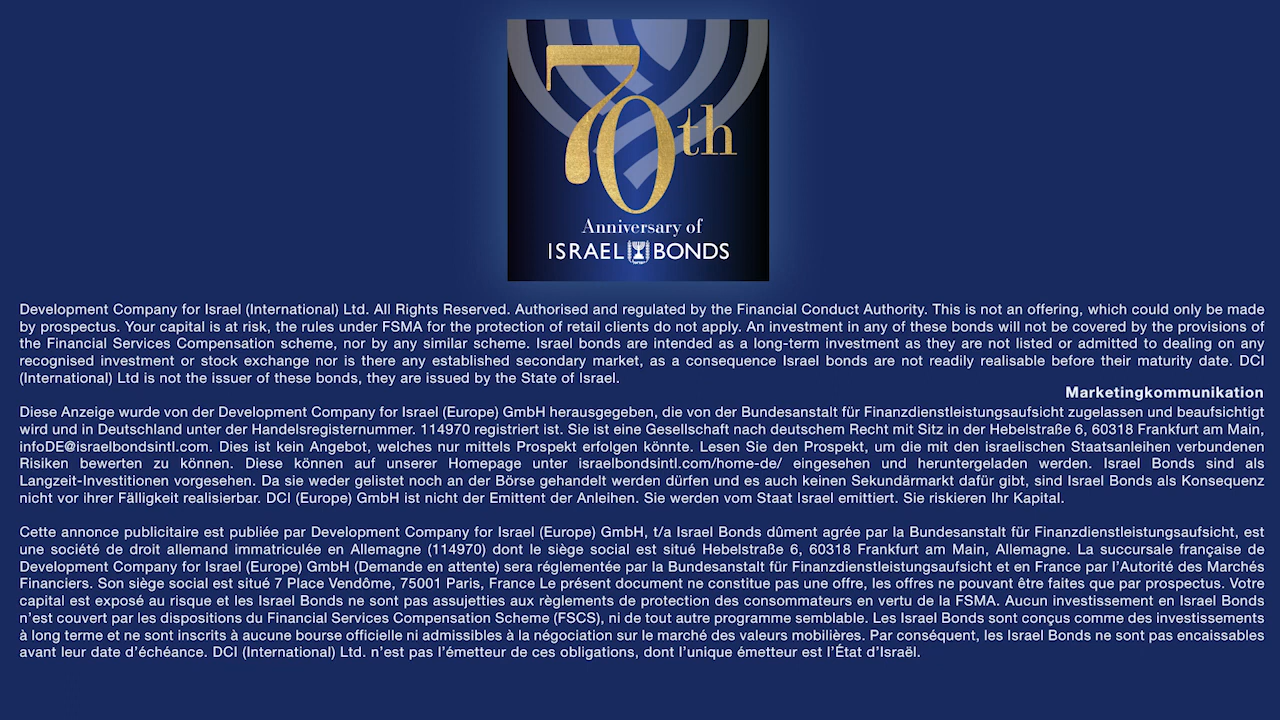 70th
Anniversary of
ISRAEL BONDS
Development Company for Israel (International) Ltd. All Rights Reserved. Authorised and regulated by the Financial Conduct Authority. This is not an offering, which could only be made
by prospectus. Your capital is at risk, the rules under FSMA for the protection of retail clients do not apply. An investment in any of these bonds will not be covered by the provisions of
the Financial Services Compensation scheme, nor by any similar scheme. Israel bonds are intended as a long-term investment as they are not listed or admitted to dealing on any
recognised investment or stock exchange nor is there any established secondary market, as a consequence Israel bonds are not readily realisable before their maturity date. DCI
(International) Ltd is not the issuer of these bonds, they are issued by the State of Israel.
Marketingkommunikation
Diese Anzeige wurde von der Development Company for Israel (Europe) GmbH herausgegeben, die von der Bundesanstalt für Finanzdienstleistungsaufsicht zugelassen und beaufsichtigt
wird und in Deutschland unter der Handelsregisternummer. 114970 registriert ist. Sie ist eine Gesellschaft nach deutschem Recht mit Sitz in der Hebelstraße 6, 60318 Frankfurt am Main,
infoDE@israelbondsintl.com. Dies ist kein Angebot, welches nur mittels Prospekt erfolgen könnte. Lesen Sie den Prospekt, um die mit den israelischen Staatsanleihen verbundenen
Risiken bewerten zu können. Diese können auf unserer Homepage unter israelbondsintl.com/home-de/ eingesehen und heruntergeladen werden. Israel Bonds sind als
Langzeit-Investitionen vorgesehen. Da sie weder gelistet noch an der Börse gehandelt werden dürfen und es auch keinen Sekundärmarkt dafür gibt, sind Israel Bonds als Konsequenz
nicht vor ihrer Fälligkeit realisierbar. DCI (Europe) GmbH ist nicht der Emittent der Anleihen. Sie werden vom Staat Israel emittiert. Sie riskieren Ihr Kapital.
Cette annonce publicitaire est publiée par Development Company for Israel (Europe) GmbH, t/a Israel Bonds dûment agrée par la Bundesanstalt für Finanzdienstleistungsaufsicht, est
une société de droit allemand immatriculée en Allemagne (114970) dont le siège social est situé Hebelstraße 6, 60318 Frankfurt am Main, Allemagne. La succursale française de
Development Company for Israel (Europe) GmbH (Demande en attente) sera réglementée par la Bundesanstalt für Finanzdienstleistungsaufsicht et en France par l’Autorité des Marchés
Financiers. Son siège social est situé 7 Place Vendôme, 75001 Paris, France Le présent document ne constitue pas une offre, les offres ne pouvant être faites que par prospectus. Votre
capital est exposé au risque et les Israel Bonds ne sont pas assujetties aux règlements de protection des consommateurs en vertu de la FSMA. Aucun investissement en Israel Bonds
n’est couvert par les dispositions du Financial Services Compensation Scheme (FSCS), ni de tout autre programme semblable. Les Israel Bonds sont conçus comme des investissements
à long terme et ne sont inscrits à aucune bourse officielle ni admissibles à la négociation sur le marché des valeurs mobilières. Par conséquent, les Israel Bonds ne sont pas encaissables
avant leur date d’échéance. DCI (International) Ltd. n’est pas l’émetteur de ces obligations, dont l’unique émetteur est l’État d’Israël.